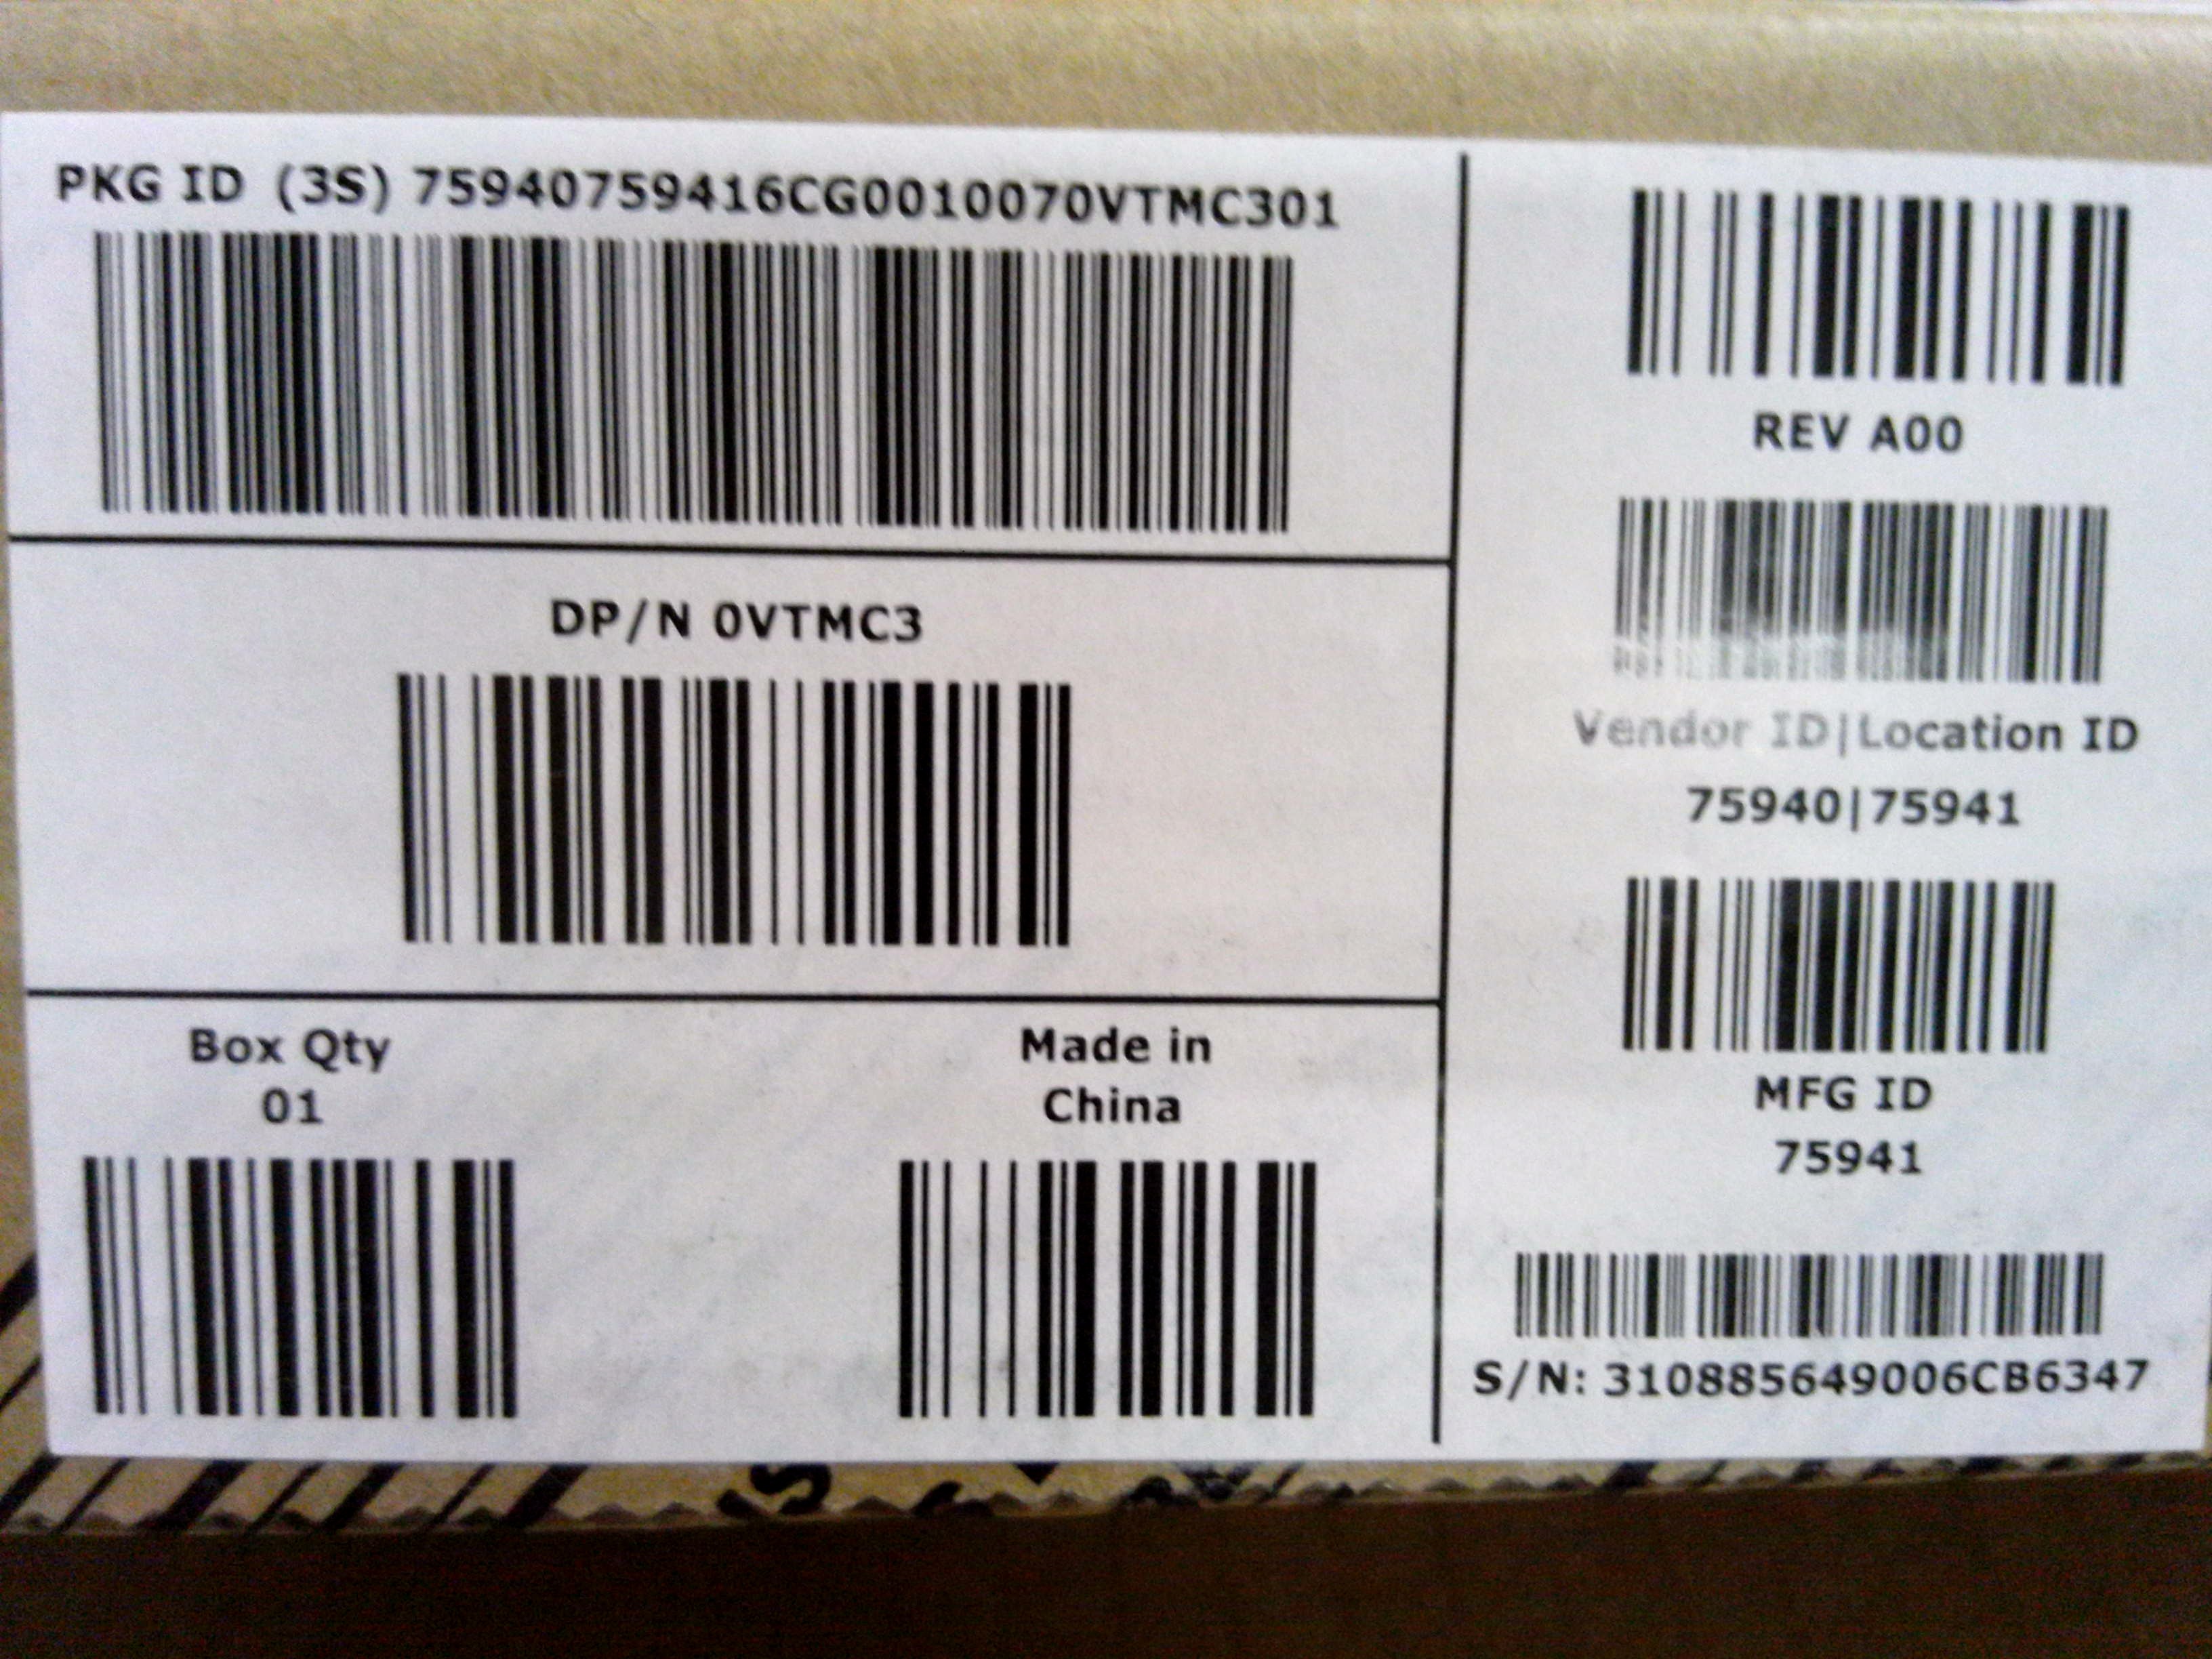 PKG ID (3S) 75940759416CG0010070VTMC301
DP/N 0VTMC3
Box Qty
01
Made in
China
REV A00
Vendor ID|Location ID
75940|75941
MFG ID
75941
S/N: 310885649006CB6347